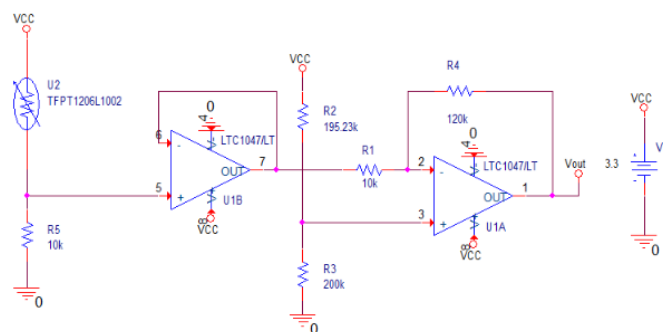 VCC
U2
TFPT1206L1002
R5
10k
0
4
0
6
-
LTC1047/LT
7
OUT
5
+
U1B
8
VCC
VCC
R2
195.23k
R3
200k
0
R1
10k
R4
120k
4
0
2
-
LTC1047/LT
OUT
1
3
+
U1A
8
VCC
Vout
VCC
V
3.3
0